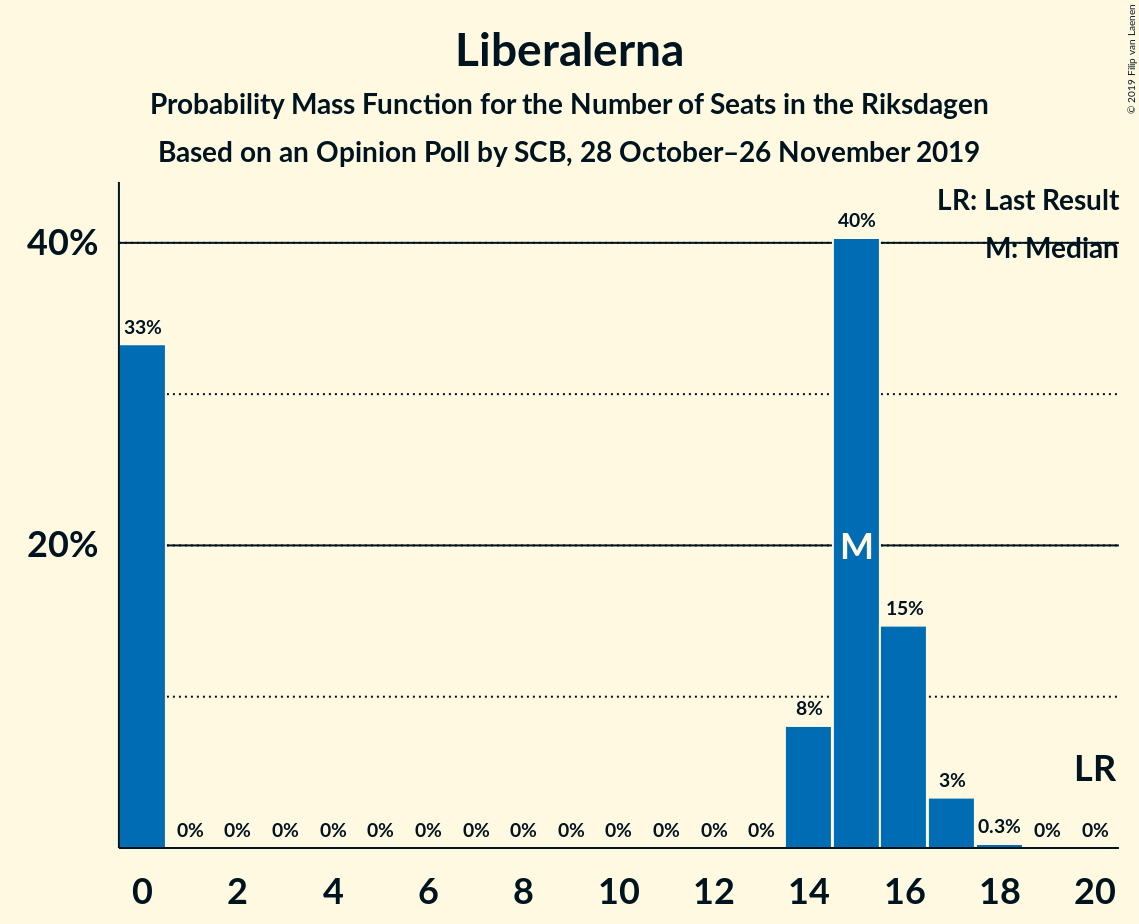 Liberalerna
Probability Mass Function for the Number of Seats in the Riksdagen
Based on an Opinion Poll by SCB, 28 October–26 November 2019
© 2019 Filip van Laenen
LR: Last Result
M: Median
40%
20%
33%
0%
0%
0%
0%
0%
0%
0%
0%
0%
0%
0%
0%
0%
8%
40%
M
15%
3%
0.3%
0%
0%
LR
0 2 4 6 8 10 12 14 16 18 20